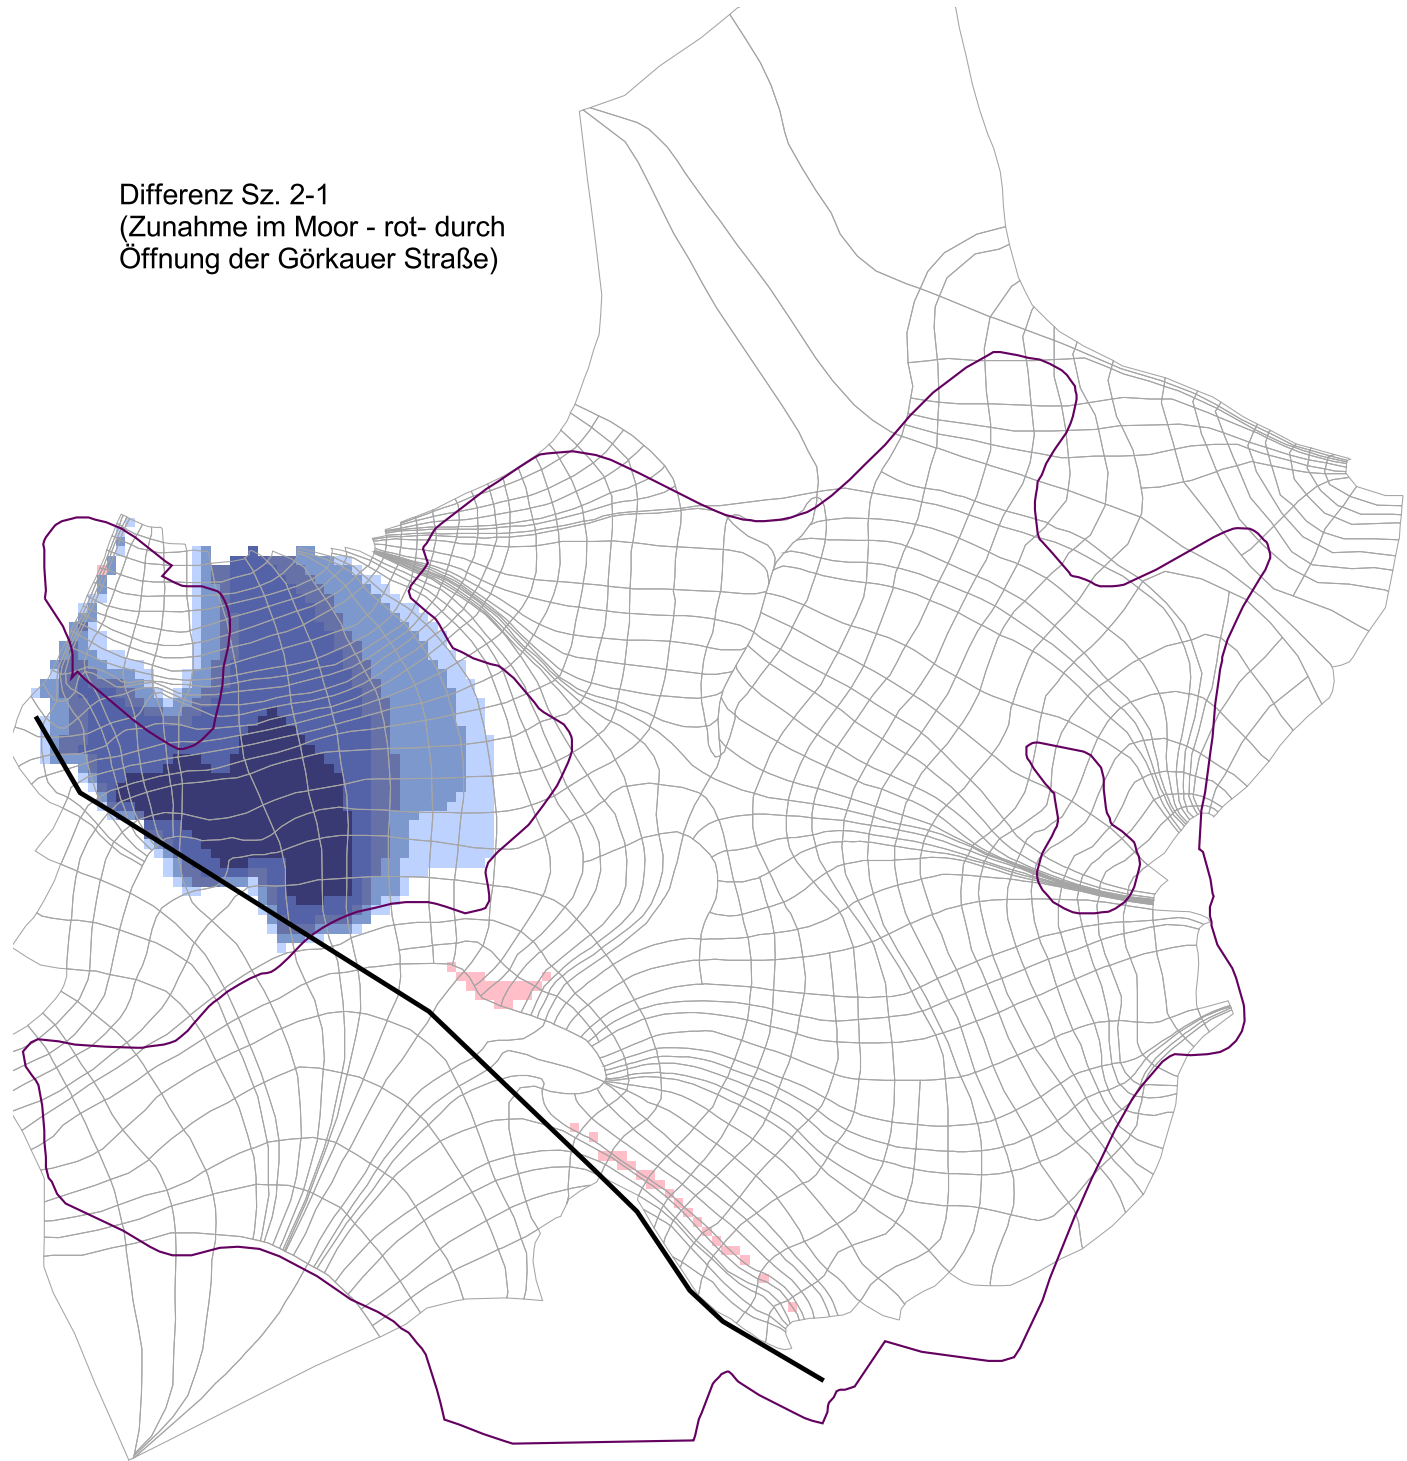 Differenz Sz. 2-1
(Zunahme im Moor - rot- durch
Öffnung der Görkauer Straße)